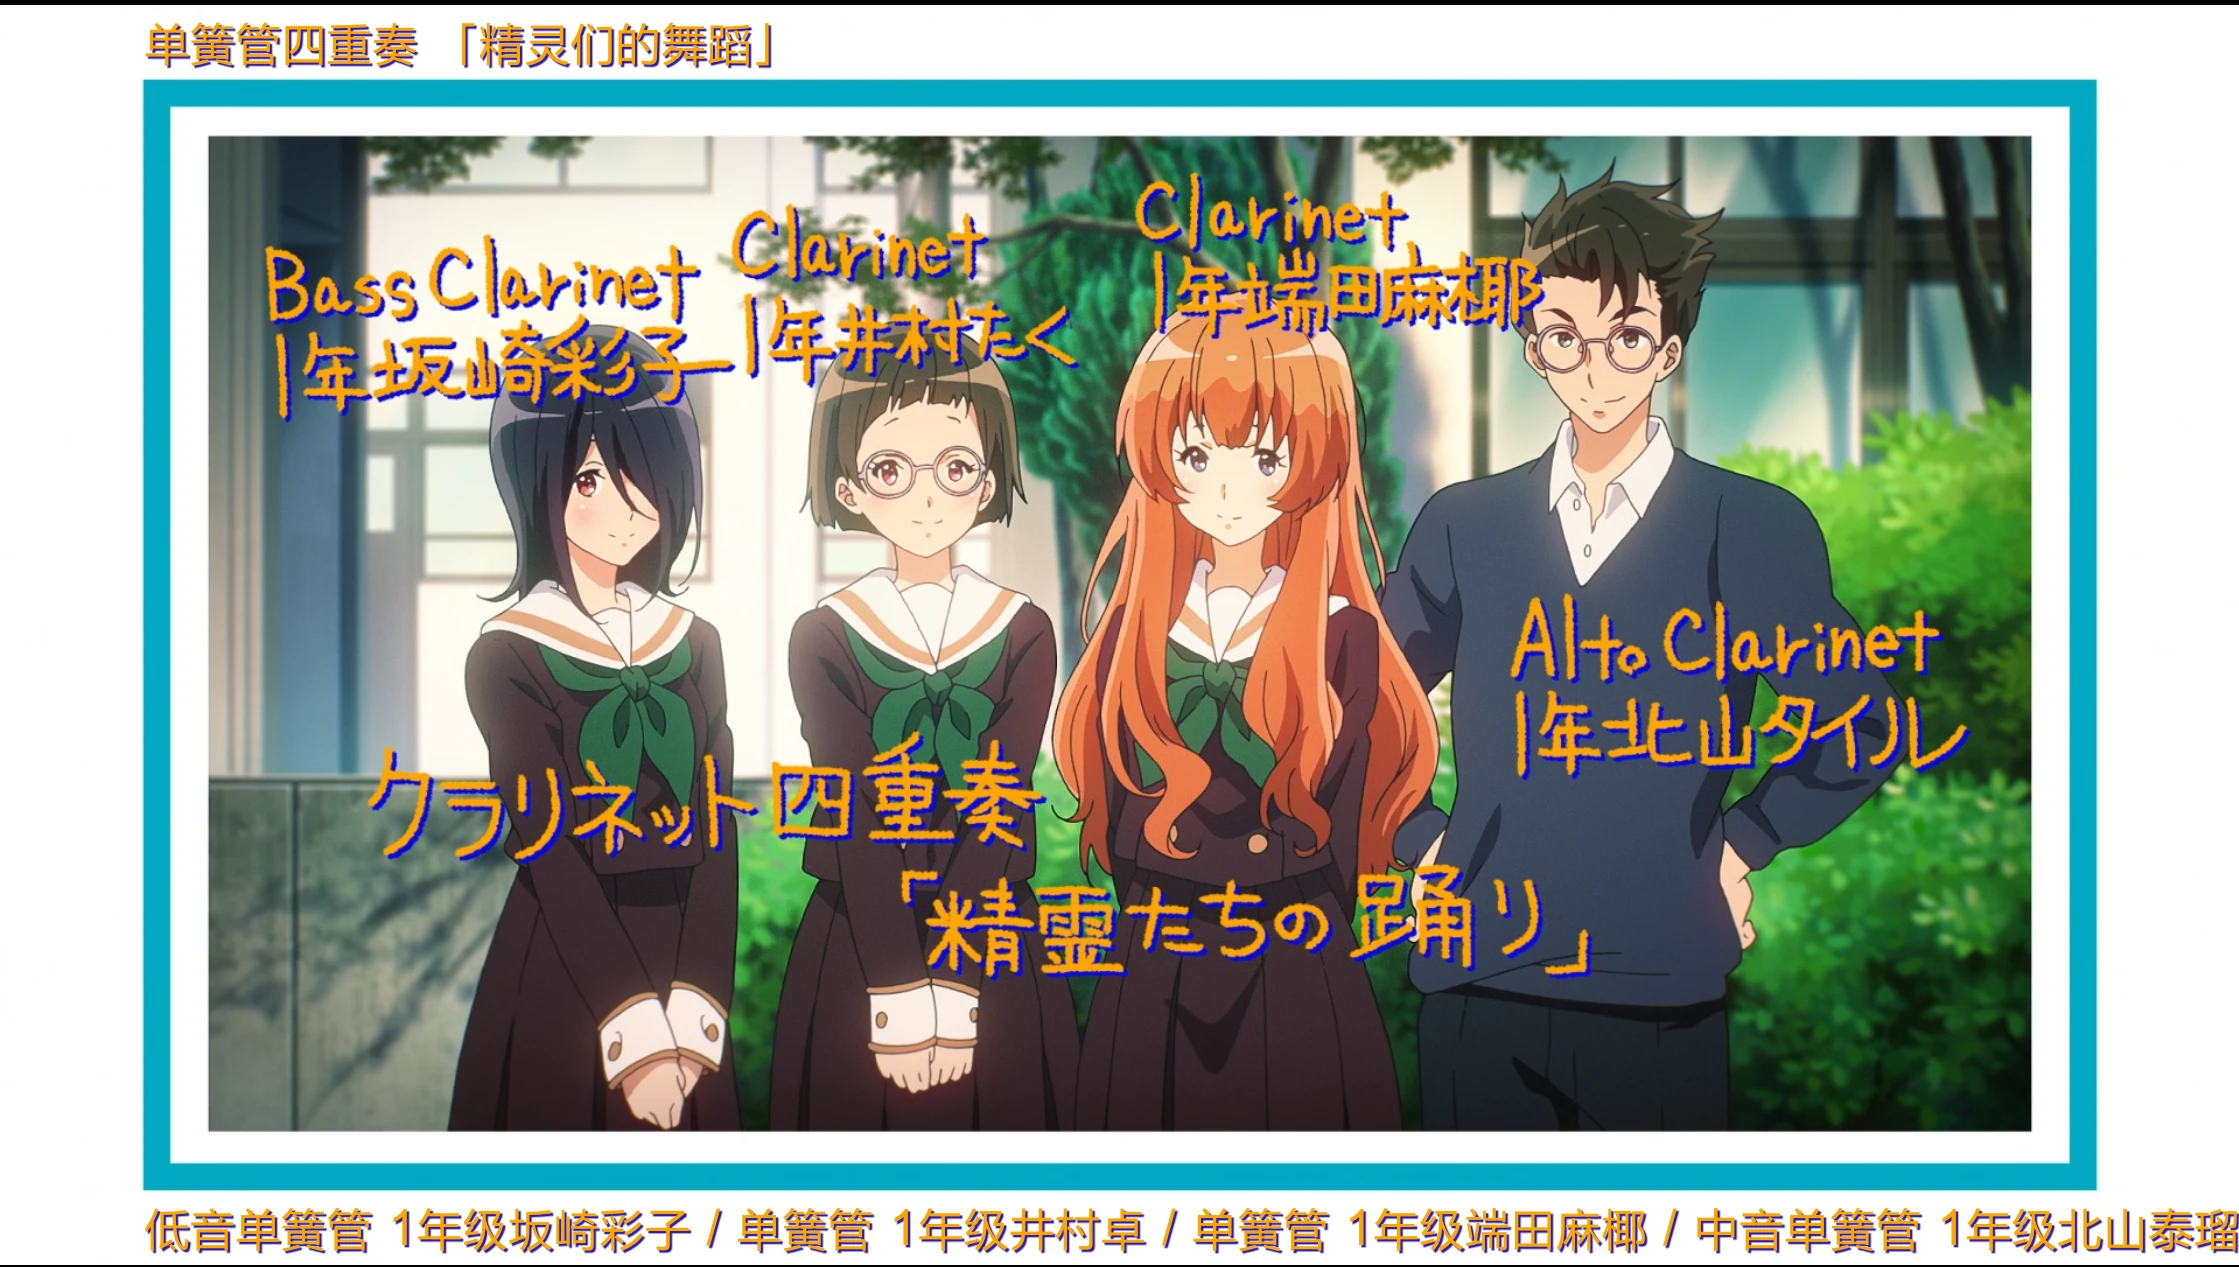 单簧管四重奏 「精灵们的舞蹈」
Bass Clarinet
1年坂崎彩子
Clarinet
1年井村たく
Clarinet
1年端田麻椰
Alto Clarinet
1年北山タイル
クラリネット四重奏
「精霊たちの踊り」
低音单簧管 1年级坂崎彩子 / 单簧管 1年级井村卓 / 单簧管 1年级端田麻椰 / 中音单簧管 1年级北山泰瑠